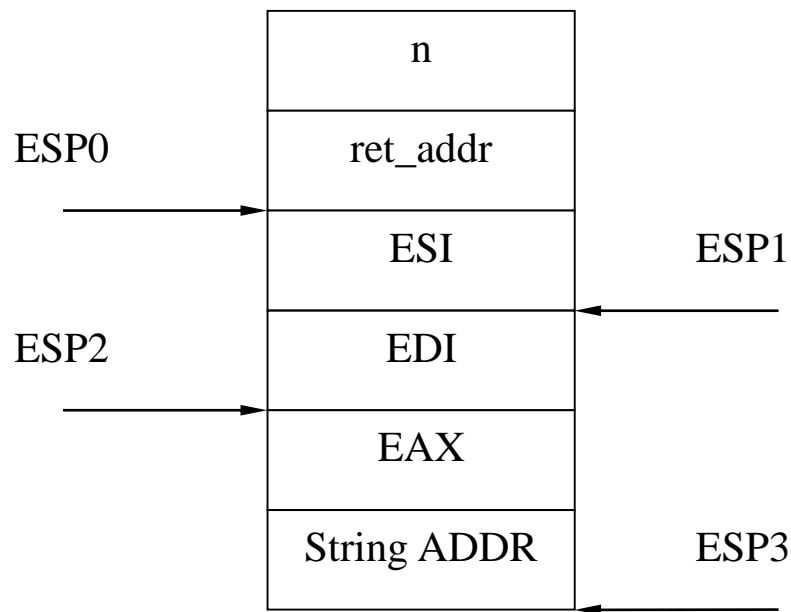 n
ESP0
ret_addr
ESI
ESP1
ESP2
EDI
EAX
String ADDR
ESP3